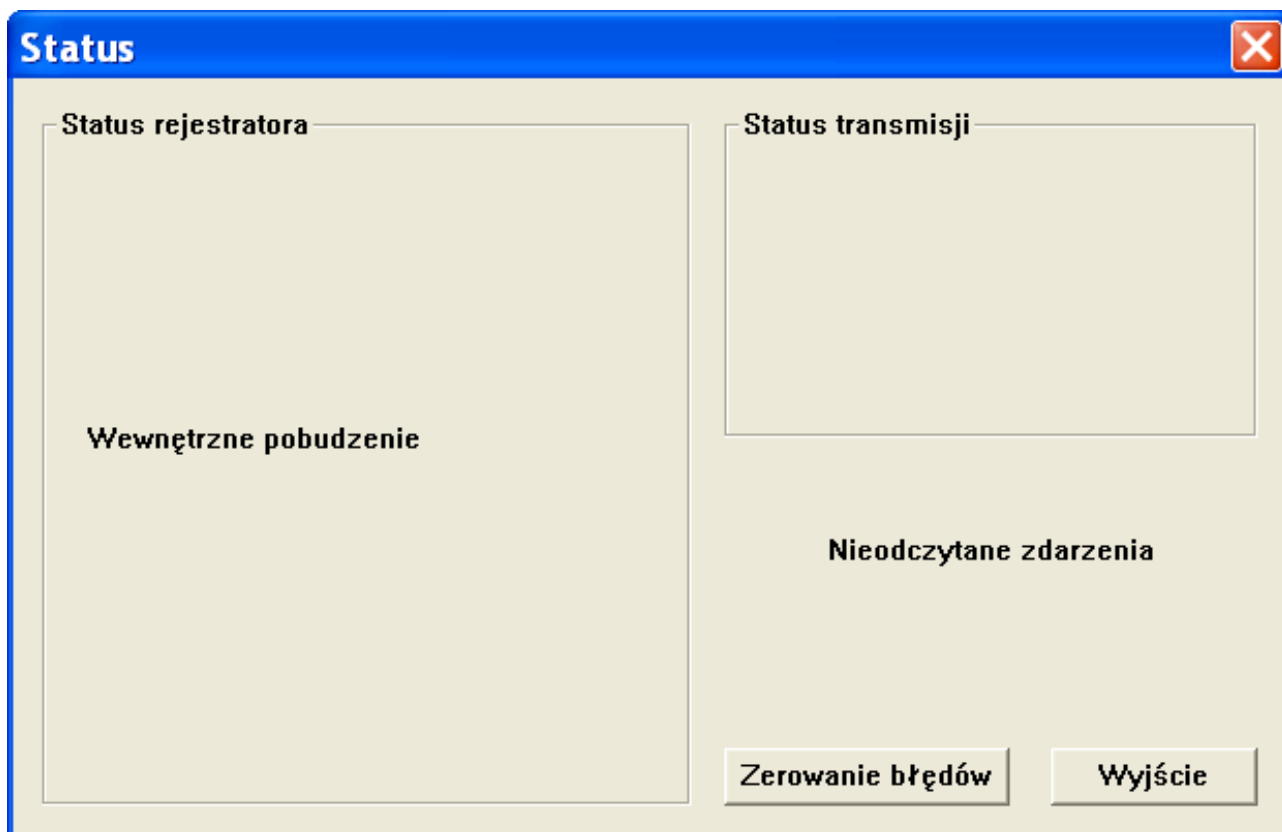 Status
Status rejestratora
Status transmisji
Wewnętrzne pobudzenie
Nieodczytane zdarzenia
Zerowanie błędów
Wyjście